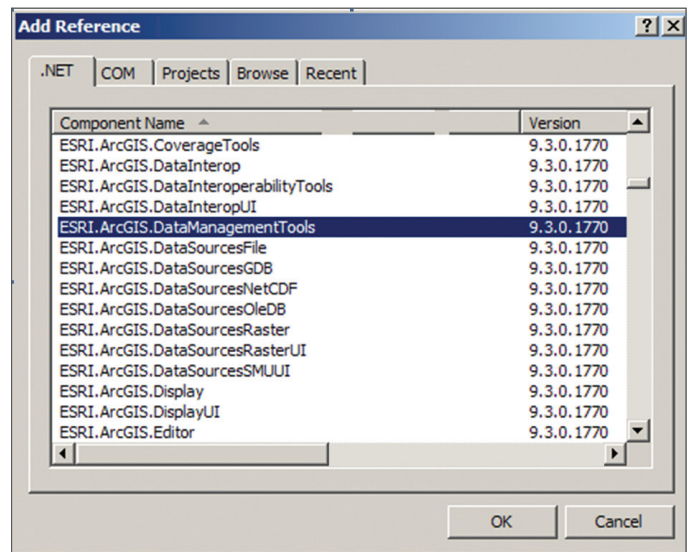 Add Reference
.NET COM Projects Browse Recent
Component Name Version
ESRI.ArcGIS.CoverageTools 9.3.0.1770
ESRI.ArcGIS.DataInterop 9.3.0.1770
ESRI.ArcGIS.DataInteroperabilityTools 9.3.0.1770
ESRI.ArcGIS.DataInteropUI 9.3.0.1770
ESRI.ArcGIS.DataManagementTools 9.3.0.1770
ESRI.ArcGIS.DataSourcesFile 9.3.0.1770
ESRI.ArcGIS.DataSourcesGDB 9.3.0.1770
ESRI.ArcGIS.DataSourcesNetCDF 9.3.0.1770
ESRI.ArcGIS.DataSourcesOleDB 9.3.0.1770
ESRI.ArcGIS.DataSourcesRaster 9.3.0.1770
ESRI.ArcGIS.DataSourcesRasterUI 9.3.0.1770
ESRI.ArcGIS.DataSourcesSMUUI 9.3.0.1770
ESRI.ArcGIS.Display 9.3.0.1770
ESRI.ArcGIS.DisplayUI 9.3.0.1770
ESRI.ArcGIS.Editor 9.3.0.1770
OK Cancel